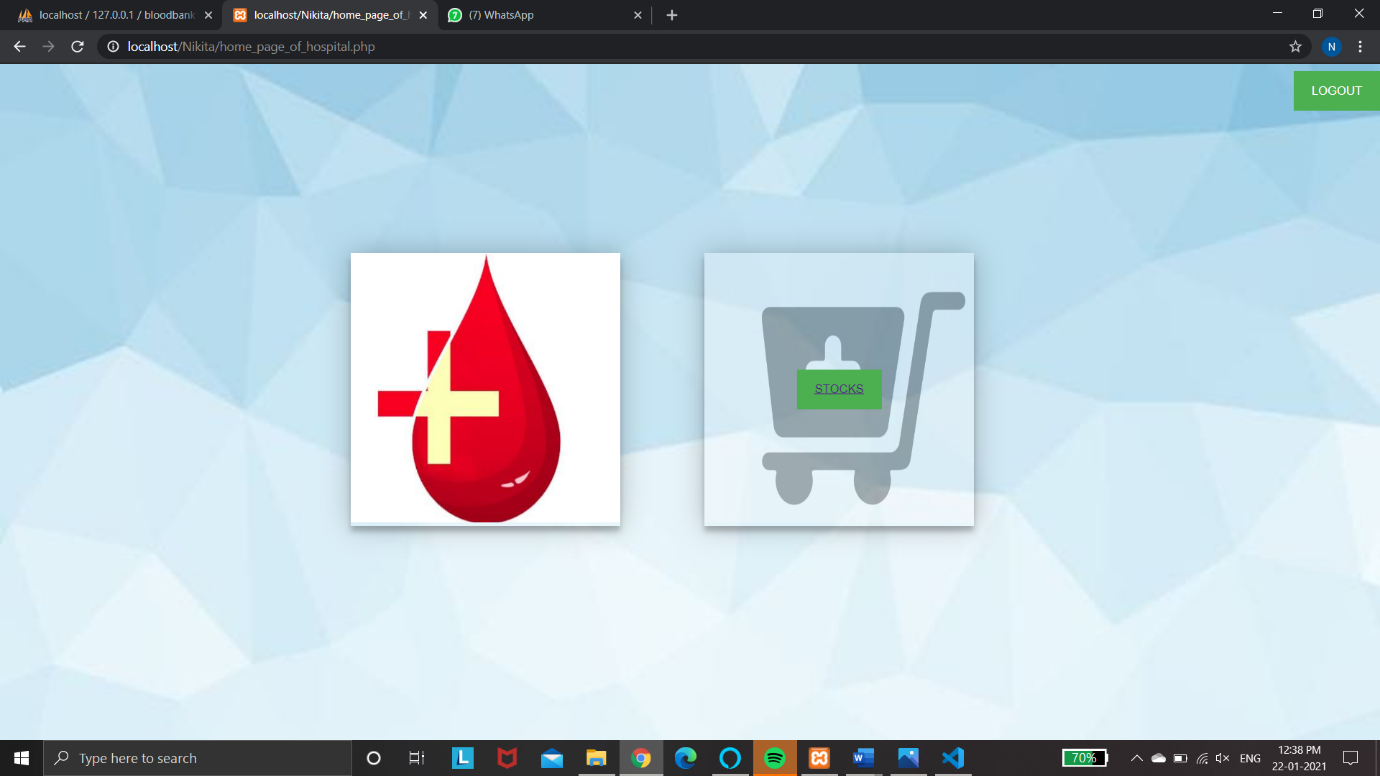 localhost / 127.0.0.1 / bloodbank
localhost/Nikita/home_page_of_h
(7) WhatsApp
localhost/Nikita/home_page_of_hospital.php
N
LOGOUT
STOCKS
Type here to search
L
70%
ENG
12:38 PM
22-01-2021